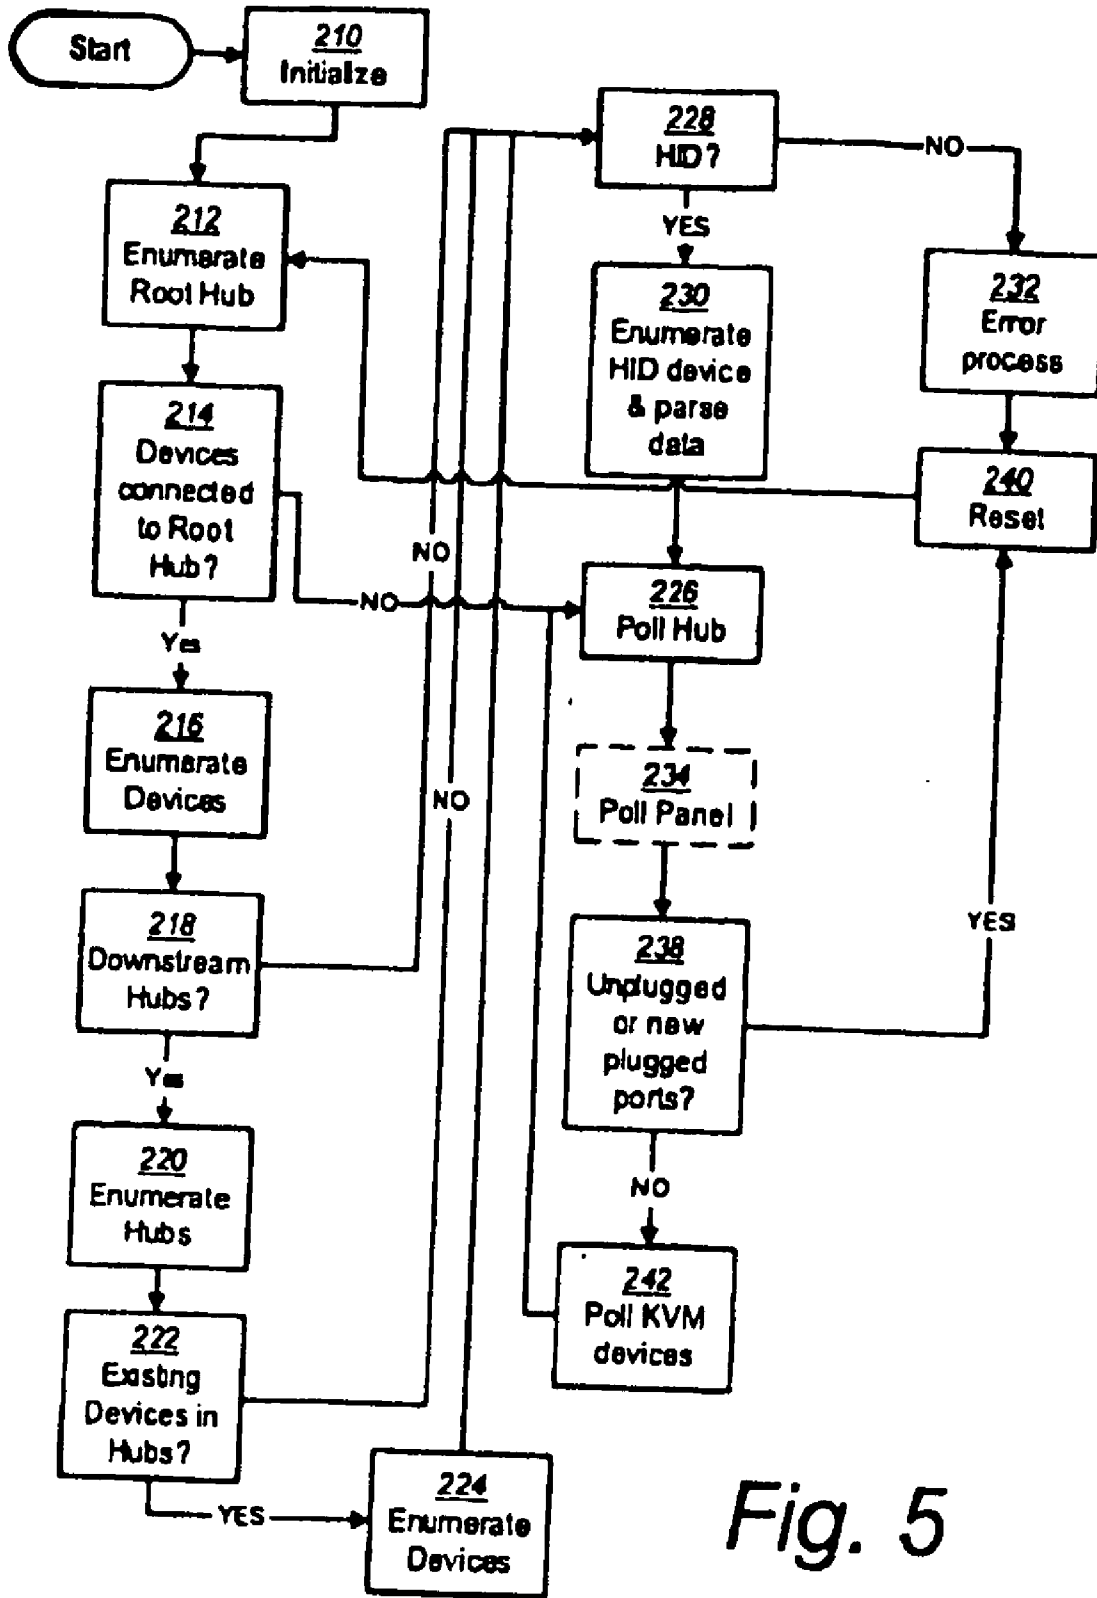 Start
210
Initialize
212
Enumerate
Root Hub
214
Devices
connected
to Root
Hub?
Yes
216
Enumerate
Devices
218
Downstream
Hubs?
Yes
220
Enumerate
Hubs
222
Existing
Devices in
Hubs?
YES
224
Enumerate
Devices
NO
NO
NO
228
HID?
NO
YES
230
Enumerate
HID device
& parse
data
232
Error
process
240
Reset
226
Poll Hub
234
Poll Panel
238
Unplugged
or new
plugged
ports?
YES
NO
242
Poll KVM
devices
Fig. 5